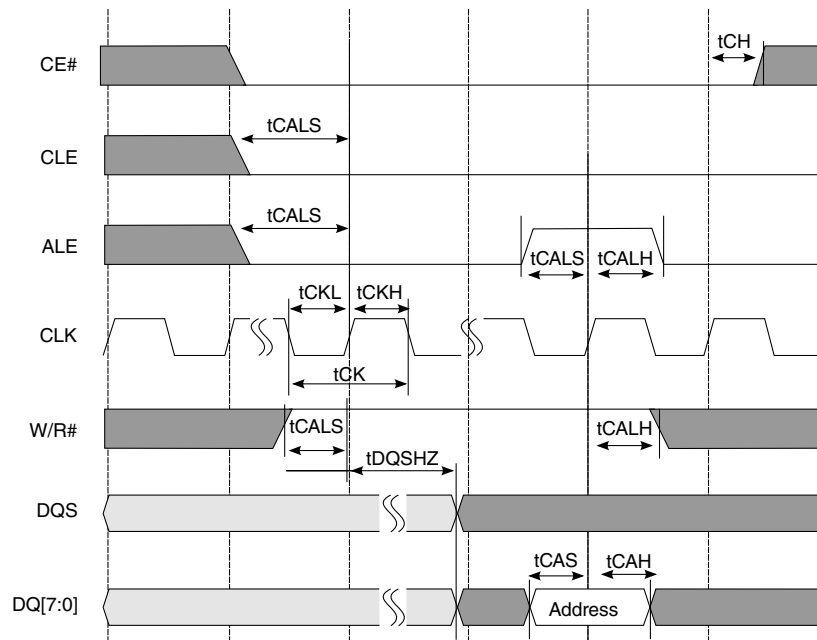 tCH
CE#
tCALS
CLE
tCALS
ALE
tCALS tCALH
tCKL tCKH
CLK
tCK
W/R#
tCALS tCALH
tDQSHZ
DQS
tCAS tCAH
DQ[7:0] Address